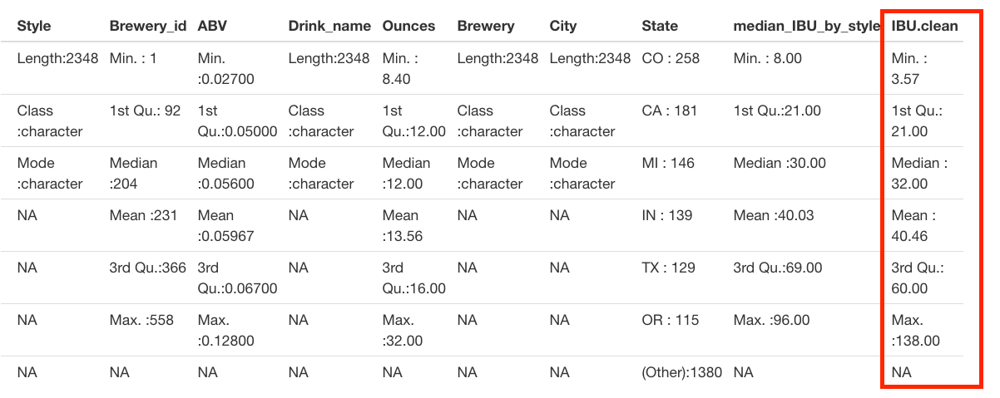 Style Brewery_id ABV Drink_name Ounces Brewery City State median_IBU_by_style IBU.clean
Length:2348 Min. : 1 Min. Length:2348 Min. : Length:2348 Length:2348 CO : 258 Min. : 8.00 Min. :
:0.02700 8.40 3.57
Class 1st Qu.: 92 1st Class 1st Class Class CA : 181 1st Qu.:21.00 1st Qu.:
:character Qu.:0.05000 :character Qu.:12.00 :character :character 21.00
Mode Median Median Mode Median Mode Mode MI : 146 Median :30.00 Median :
:character :204 :0.05600 :character :12.00 :character :character 32.00
NA Mean :231 Mean NA Mean NA NA IN : 139 Mean :40.03 Mean :
:0.05967 :13.56 40.46
NA 3rd Qu.:366 3rd NA 3rd NA NA TX : 129 3rd Qu.:69.00 3rd Qu.:
Qu.:0.06700 Qu.:16.00 60.00
NA Max. :558 Max. NA Max. NA NA OR : 115 Max. :96.00 Max.
:0.12800 :32.00 :138.00
NA NA NA NA NA NA NA (Other):1380 NA NA